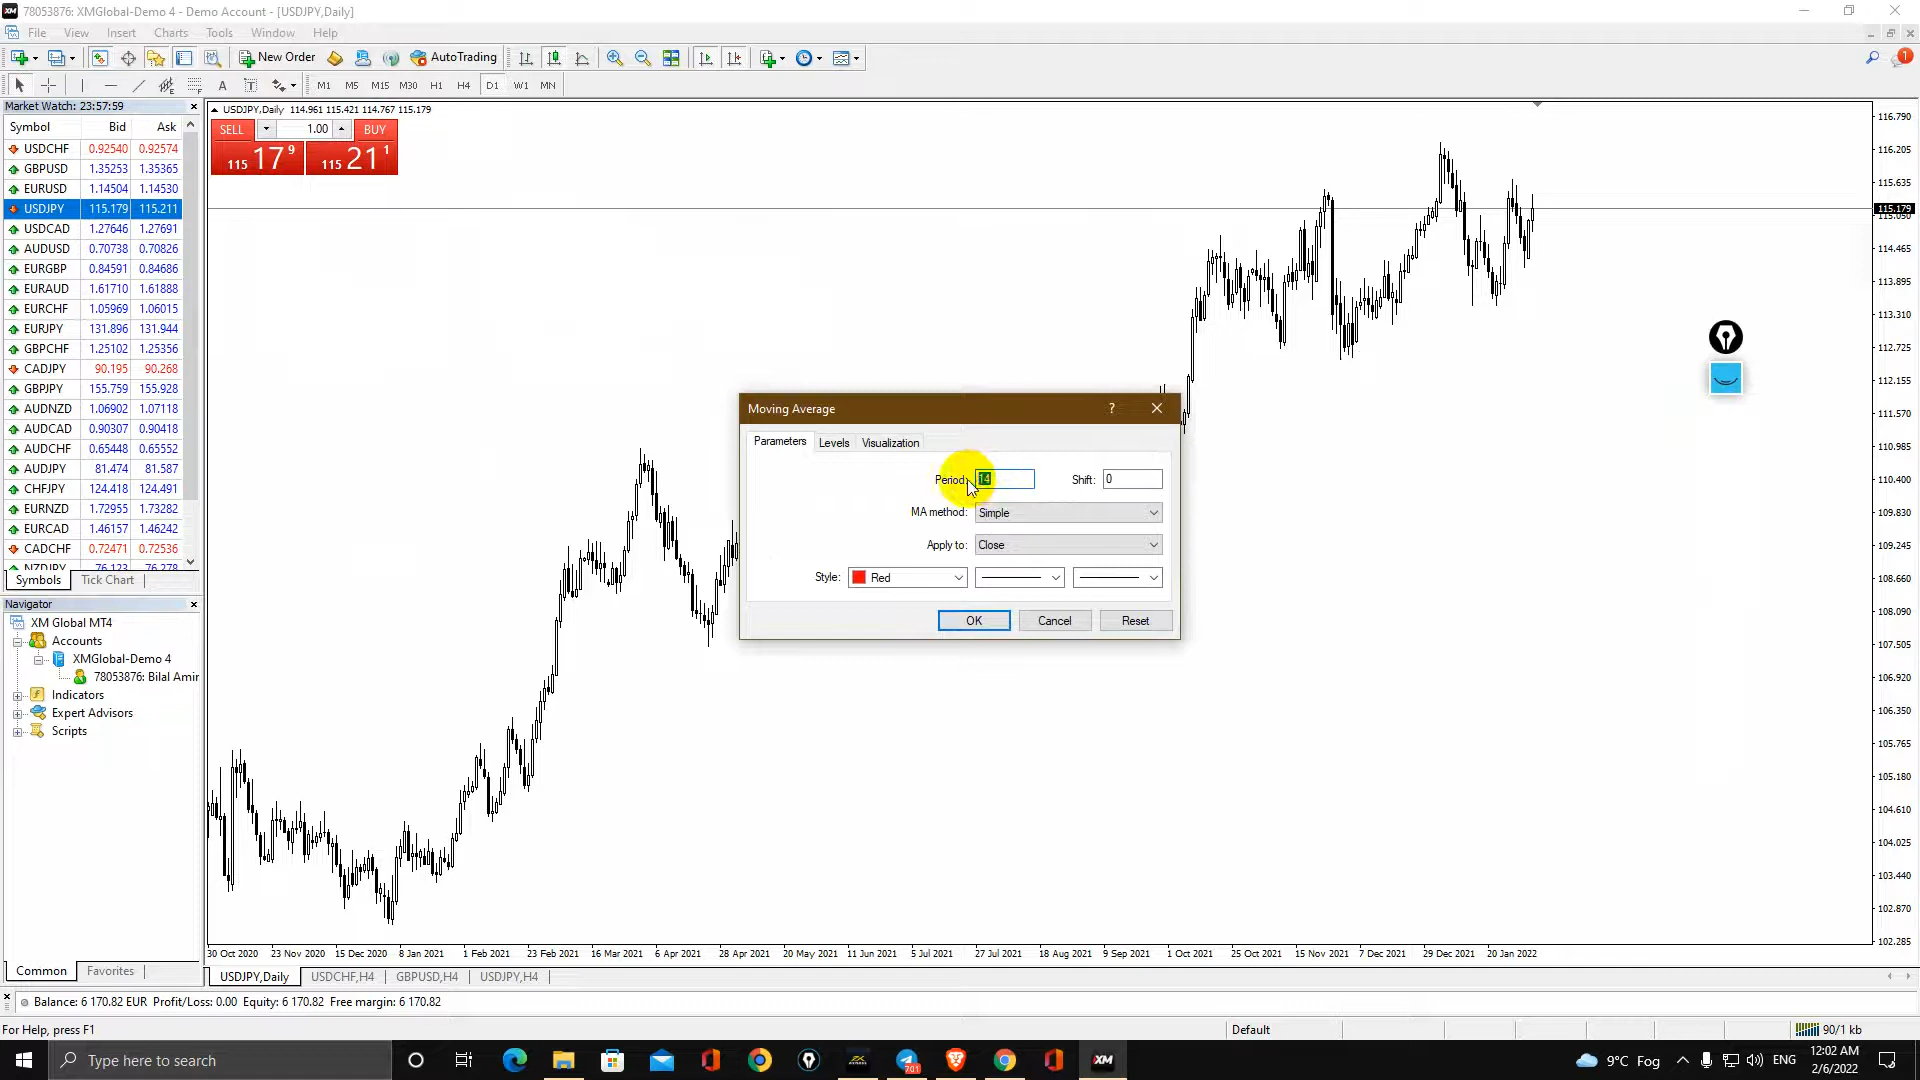 78053876: XMGlobal-Demo 4 - Demo Account - [USDJPY,Daily]
File View Insert Charts Tools Window Help
New Order AutoTrading 1
A T M1 M5 M15 M30 H1 H4 D1 W1 MN
Market Watch: 23:57:59
Symbol Bid Ask
USDCHF 0.92540 0.92574
GBPUSD 1.35253 1.35365
EURUSD 1.14504 1.14530
USDJPY 115.179 115.211
USDCAD 1.27646 1.27691
AUDUSD 0.70738 0.70826
EURGBP 0.84591 0.84686
EURAUD 1.61710 1.61888
EURCHF 1.05969 1.06015
EURJPY 131.896 131.944
GBPCHF 1.25102 1.25356
CADJPY 90.195 90.268
GBPJPY 155.759 155.928
AUDNZD 1.06902 1.07118
AUDCAD 0.90307 0.90418
AUDCHF 0.65448 0.65552
AUDJPY 81.474 81.587
CHFJPY 124.418 124.491
EURNZD 1.72955 1.73282
EURCAD 1.46157 1.46242
CADCHF 0.72471 0.72536
NZDJPY 76.123 76.278
Symbols Tick Chart
Navigator
XM Global MT4
Accounts
XMGlobal-Demo 4
78053876: Bilal Amir
Indicators
Expert Advisors
Scripts
Common Favorites
USDJPY,Daily 114.961 115.421 114.767 115.179
SELL 1.00 BUY
115 17 9 115 21 1
Moving Average ?
Parameters Levels Visualization
Period: 14 Shift: 0
MA method: Simple
Apply to: Close
Style: Red
OK Cancel Reset
116.790
116.205
115.635
115.179
115.050
114.465
113.895
113.310
112.725
112.155
111.570
110.985
110.400
109.830
109.245
108.660
108.090
107.505
106.920
106.350
105.765
105.180
104.610
104.025
103.440
102.870
102.285
30 Oct 2020 23 Nov 2020 15 Dec 2020 8 Jan 2021 1 Feb 2021 23 Feb 2021 16 Mar 2021 6 Apr 2021 28 Apr 2021 20 May 2021 11 Jun 2021 5 Jul 2021 27 Jul 2021 18 Aug 2021 9 Sep 2021 1 Oct 2021 25 Oct 2021 15 Nov 2021 7 Dec 2021 29 Dec 2021 20 Jan 2022
USDJPY,Daily USDCHF,H4 GBPUSD,H4 USDJPY,H4
Balance: 6 170.82 EUR Profit/Loss: 0.00 Equity: 6 170.82 Free margin: 6 170.82
For Help, press F1 Default 90/1 kb
Type here to search 701 XM 9°C Fog ENG 12:02 AM
2/6/2022